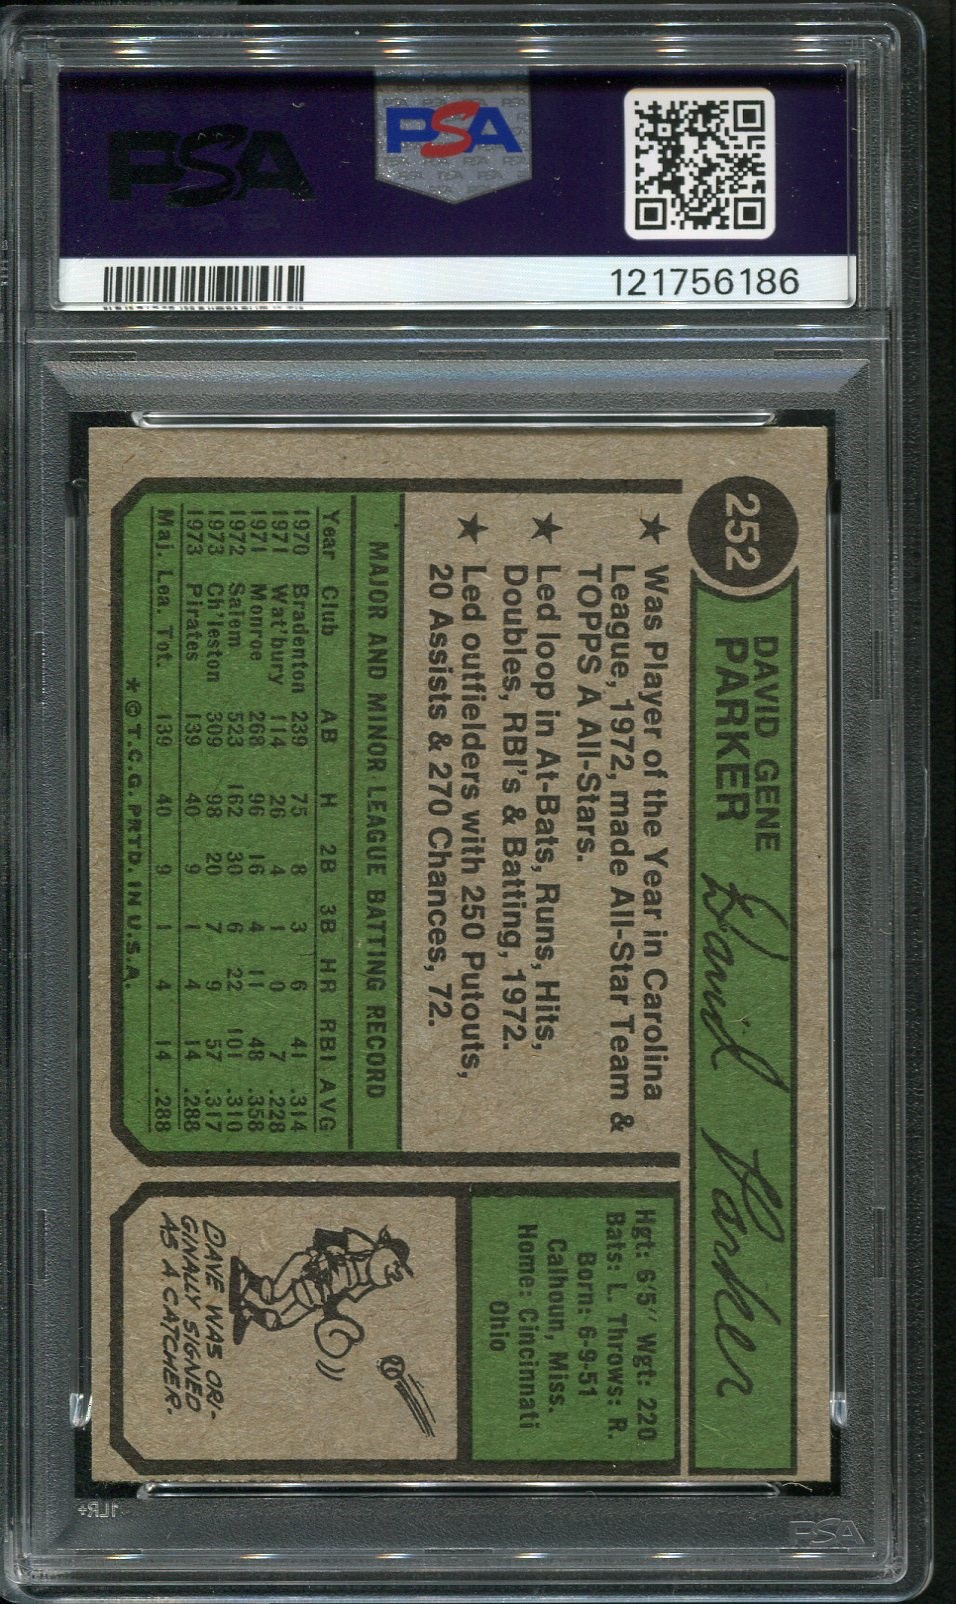 PSA
PSA
121756186
252
DAVID GENE
PARKER
David Parker
★ Was Player of the Year in Carolina
League, 1972, made All-Star Team &
TOPPS A All-Stars.
★ Led loop in At-Bats, Runs, Hits,
Doubles, RBI's & Batting, 1972.
★ Led outfielders with 250 Putouts,
20 Assists & 270 Chances, 72.
MAJOR AND MINOR LEAGUE BATTING RECORD
Year Club AB H 2B 3B HR RBI AVG
1970 Bradenton 239 75 8 3 6 41 .314
1971 Wat'bury 114 26 4 1 0 7 .228
1971 Monroe 268 96 16 4 11 48 .358
1972 Salem 523 162 30 6 22 101 .310
1973 Ch'leston 309 98 20 7 9 57 .317
1973 Pirates 139 40 9 1 4 14 .288
Maj. Lea. Tot. 139 40 9 1 4 14 .288
* © T.C.G. PRTD. IN U.S.A.
Hgt: 6'5" Wgt: 220
Bats: L. Throws: R.
Born: 6-9-51
Calhoun, Miss.
Home: Cincinnati
Ohio
DAVE WAS ORI-
GINALLY SIGNED
AS A CATCHER.
1LR+
PSA